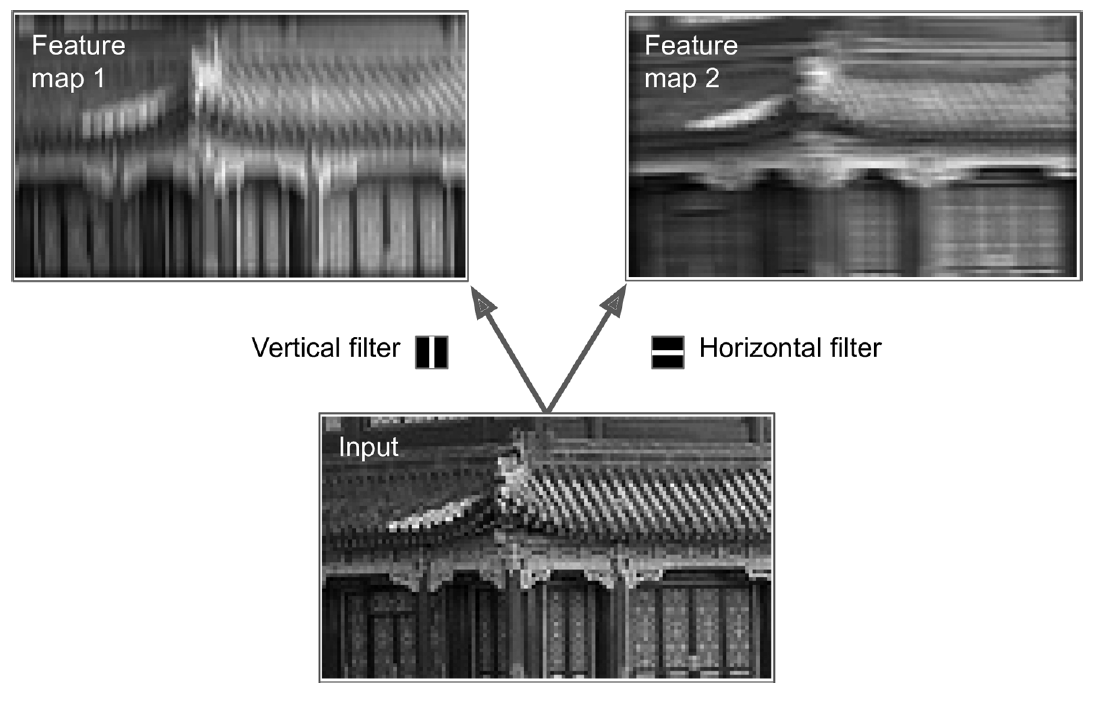 Feature
map 1
Feature
map 2
Vertical filter
Horizontal filter
Input